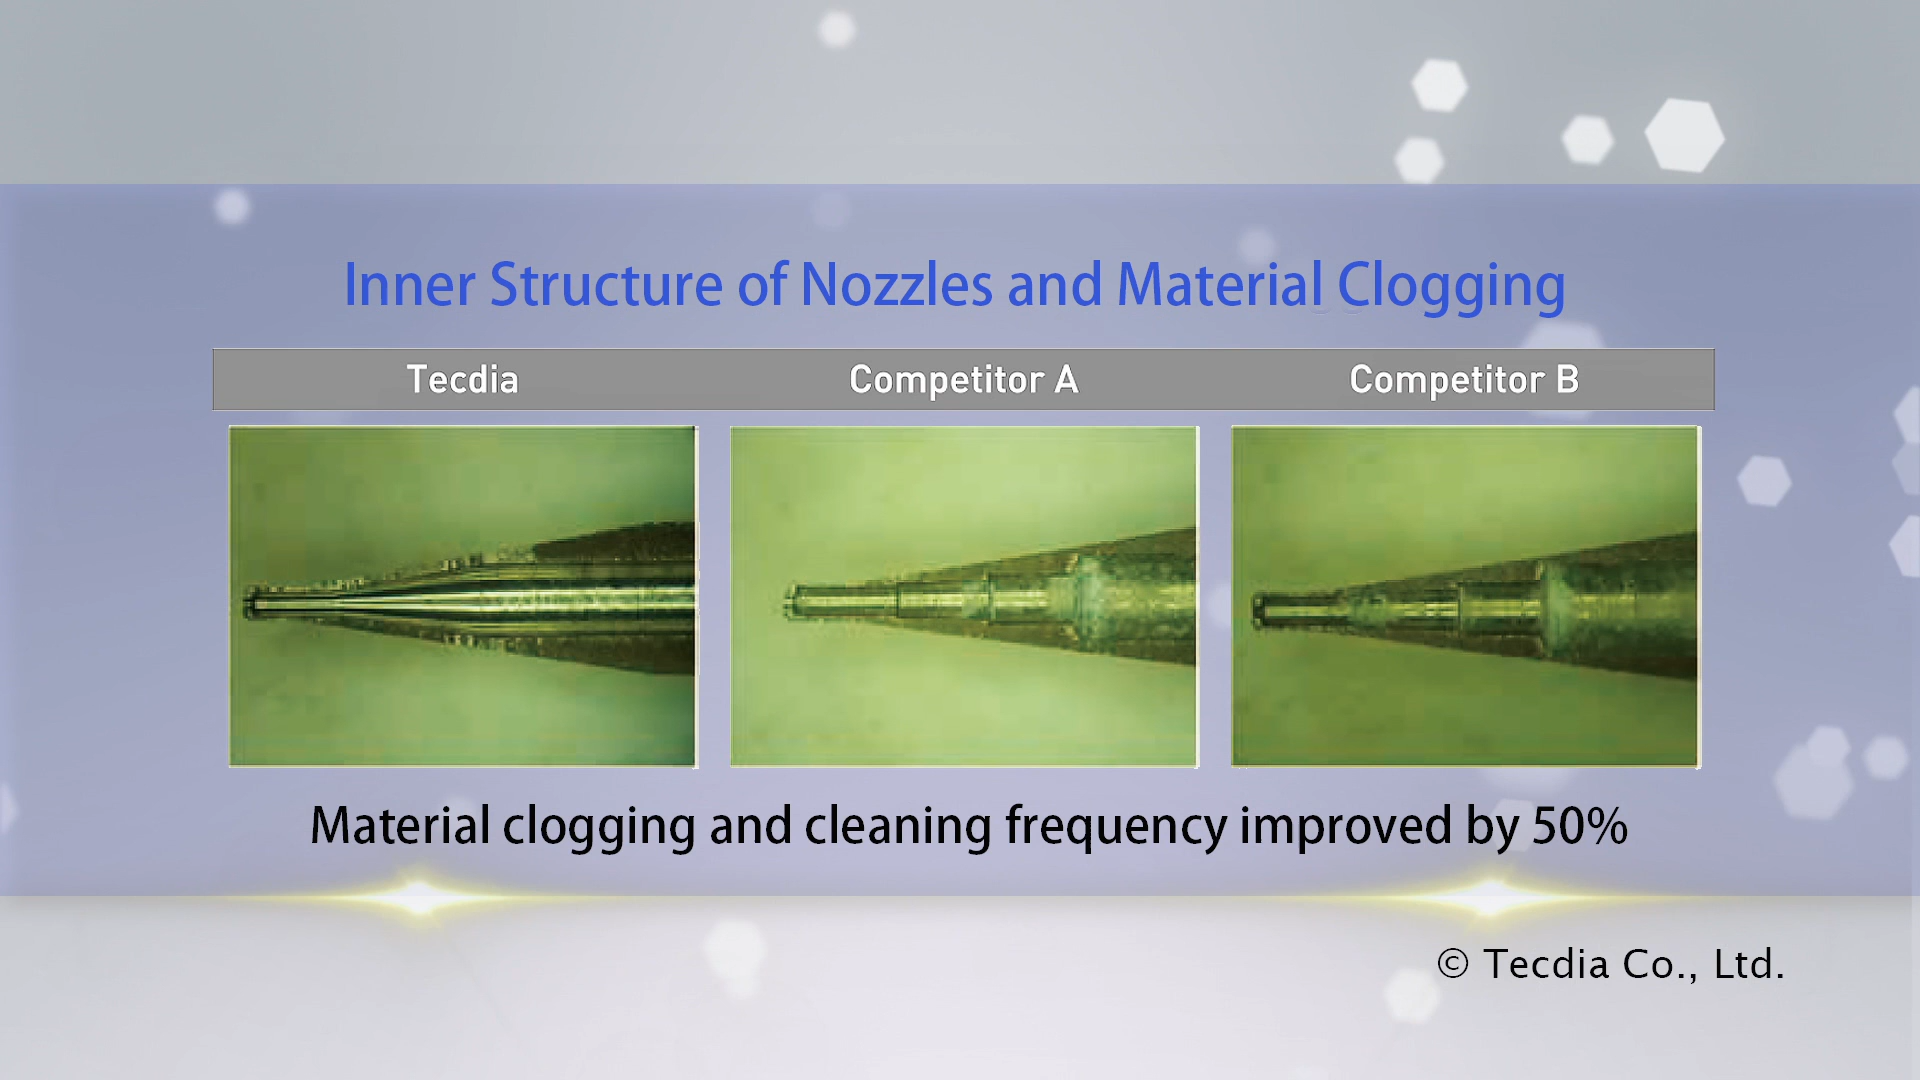 Inner Structure of Nozzles and Material Clogging
Tecdia Competitor A Competitor B
Material clogging and cleaning frequency improved by 50%
© Tecdia Co., Ltd.